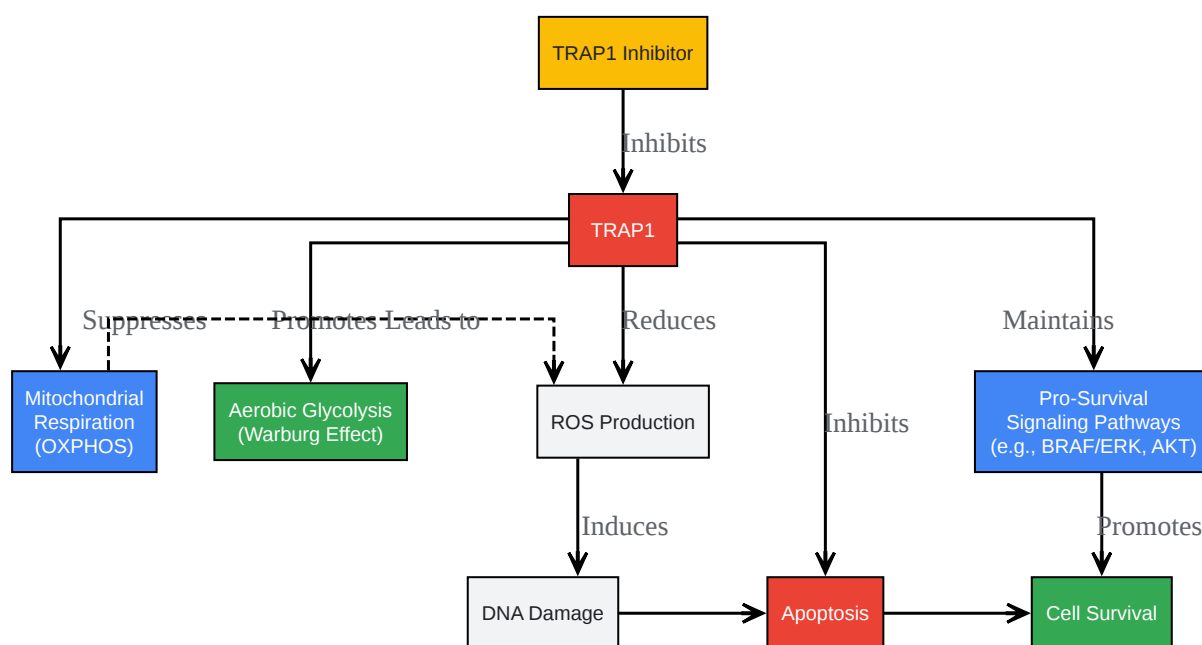 TRAP1 Inhibitor
Inhibits
TRAP1
Suppresses
Promotes
Leads to
Reduces
Maintains
Mitochondrial
Respiration
(OXPHOS)
Aerobic Glycolysis
(Warburg Effect)
ROS Production
Inhibits
Pro-Survival
Signaling Pathways
(e.g., BRAF/ERK, AKT)
Induces
Promotes
DNA Damage
Apoptosis
Cell Survival